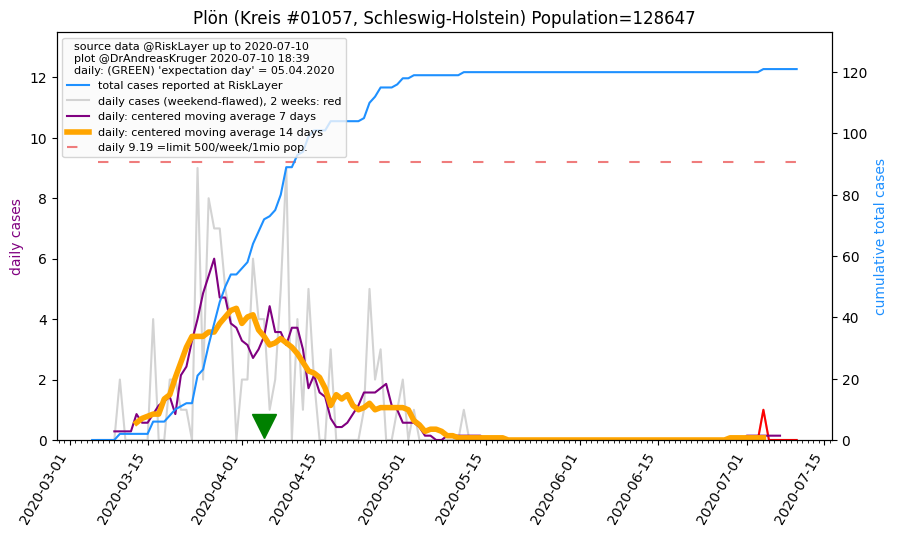 Plön (Kreis #01057, Schleswig-Holstein) Population=128647
source data @RiskLayer up to 2020-07-10
plot @DrAndreasKruger 2020-07-10 18:39
daily: (GREEN) 'expectation day' = 05.04.2020
total cases reported at RiskLayer
daily cases (weekend-flawed), 2 weeks: red
daily: centered moving average 7 days
daily: centered moving average 14 days
daily 9.19 =limit 500/week/1mio pop.
daily cases
12
10
8
6
4
2
0
cumulative total cases
120
100
80
60
40
20
0
2020-03-01
2020-03-15
2020-04-01
2020-04-15
2020-05-01
2020-05-15
2020-06-01
2020-06-15
2020-07-01
2020-07-15